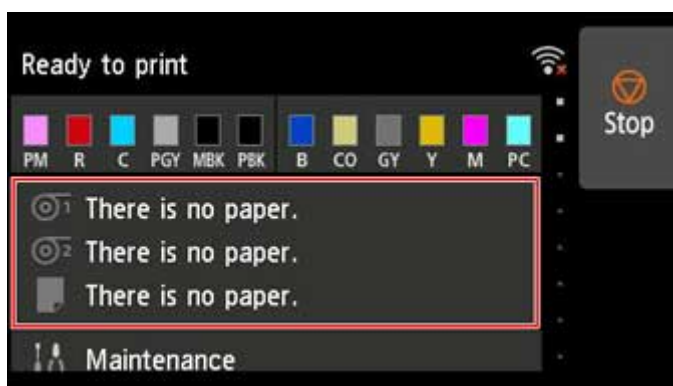 Ready to print
Stop
PM R C PGY MBK PBK B CO GY Y M PC
1 There is no paper.
2 There is no paper.
There is no paper.
Maintenance